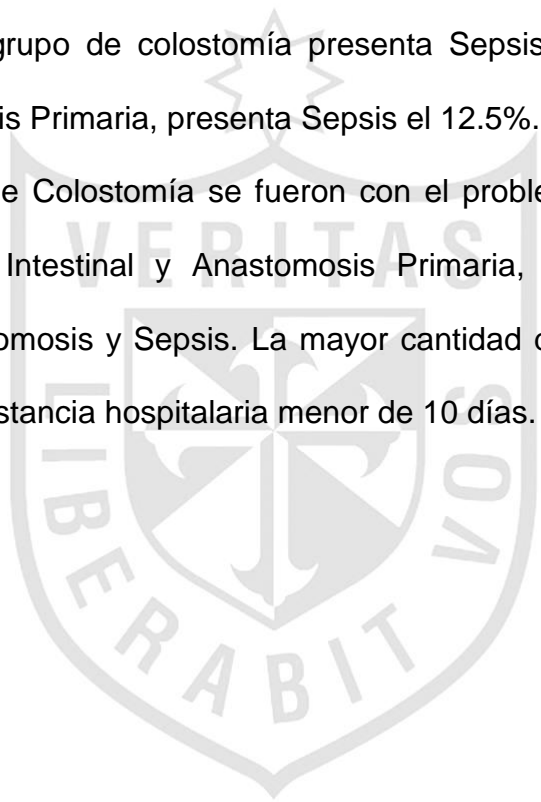 grupo de colostomía presenta Sepsis
is Primaria, presenta Sepsis el 12.5%.
e Colostomía se fueron con el proble
Intestinal y Anastomosis Primaria,
omosis y Sepsis. La mayor cantidad
stancia hospitalaria menor de 10 días.
VERITAS
LIBERABIT
VOS